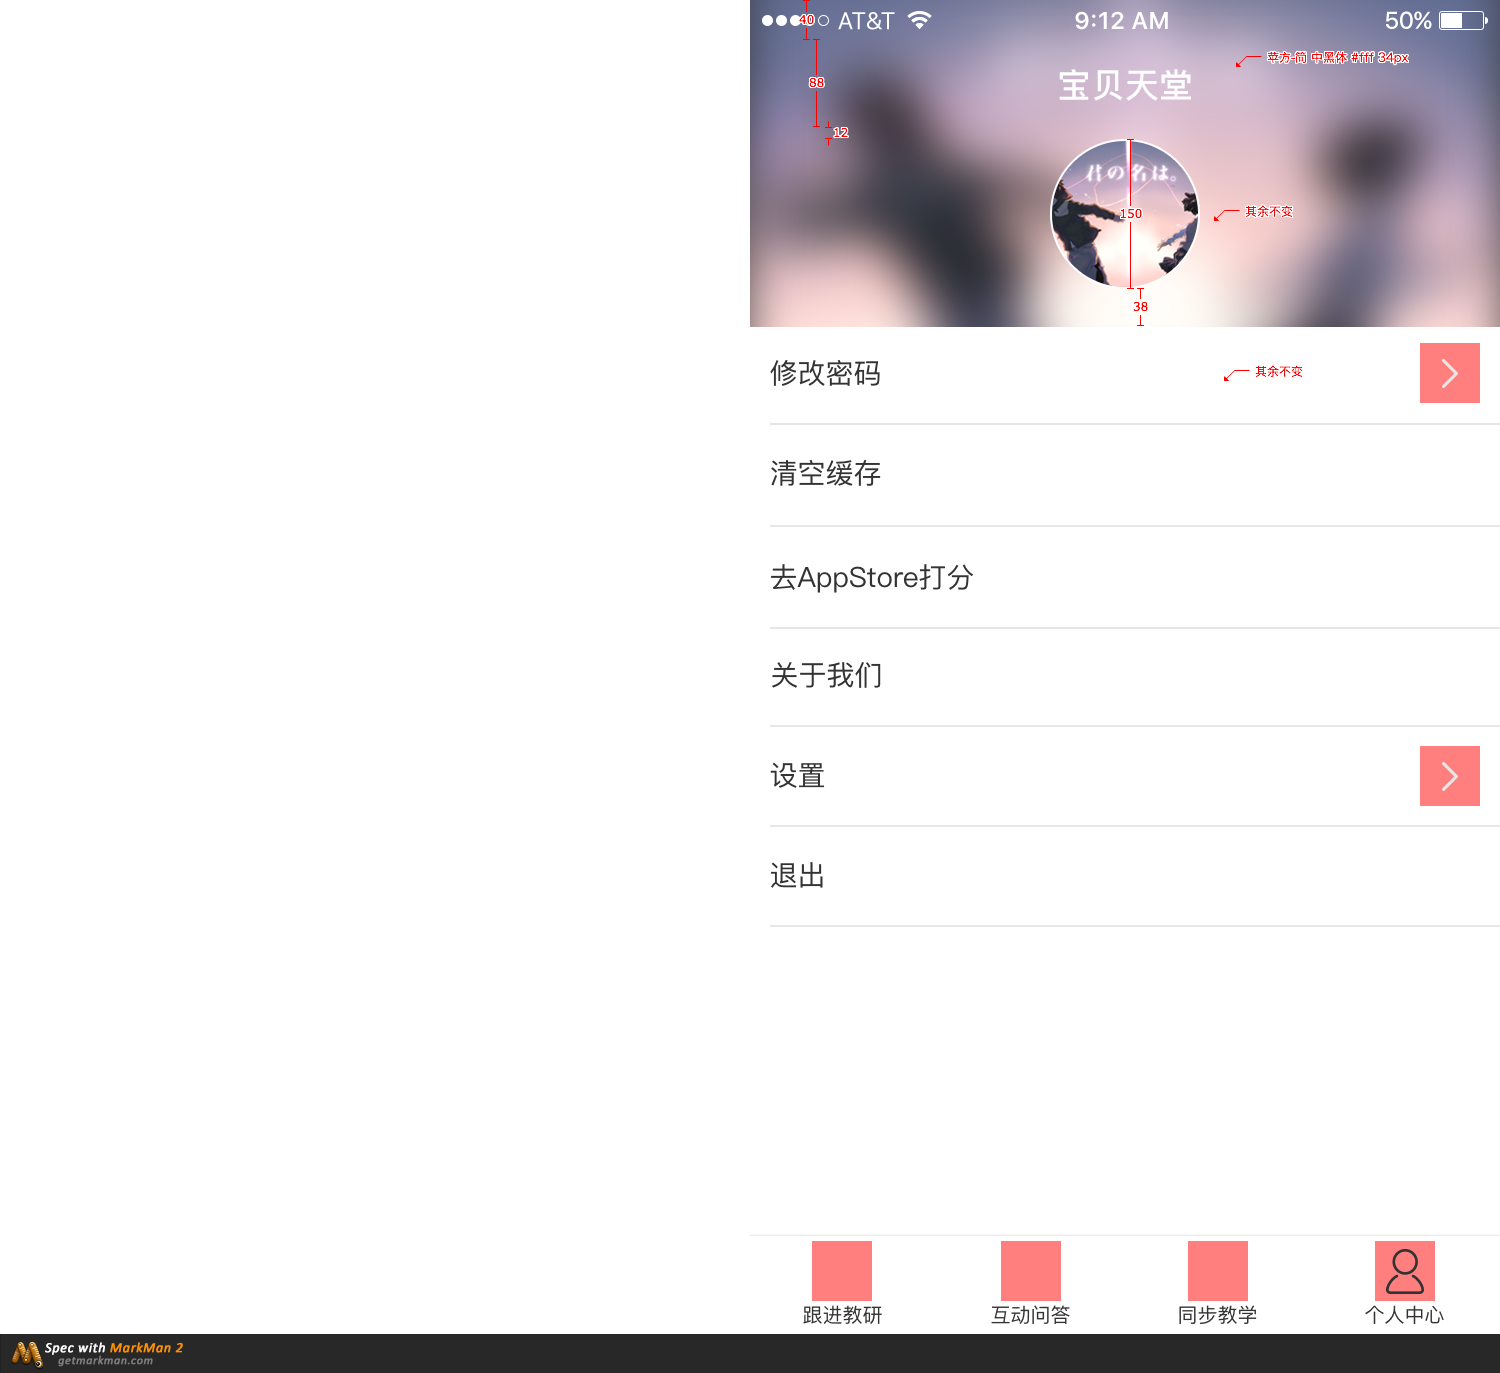 AT&T 9:12 AM 50%
40
苹方-简 中黑体 #fff 34px
宝贝天堂
88
12
君の名は。
150
其余不变
38
修改密码
其余不变
清空缓存
去AppStore打分
关于我们
设置
退出
跟进教研 互动问答 同步教学 个人中心
Spec with MarkMan 2
getmarkman.com